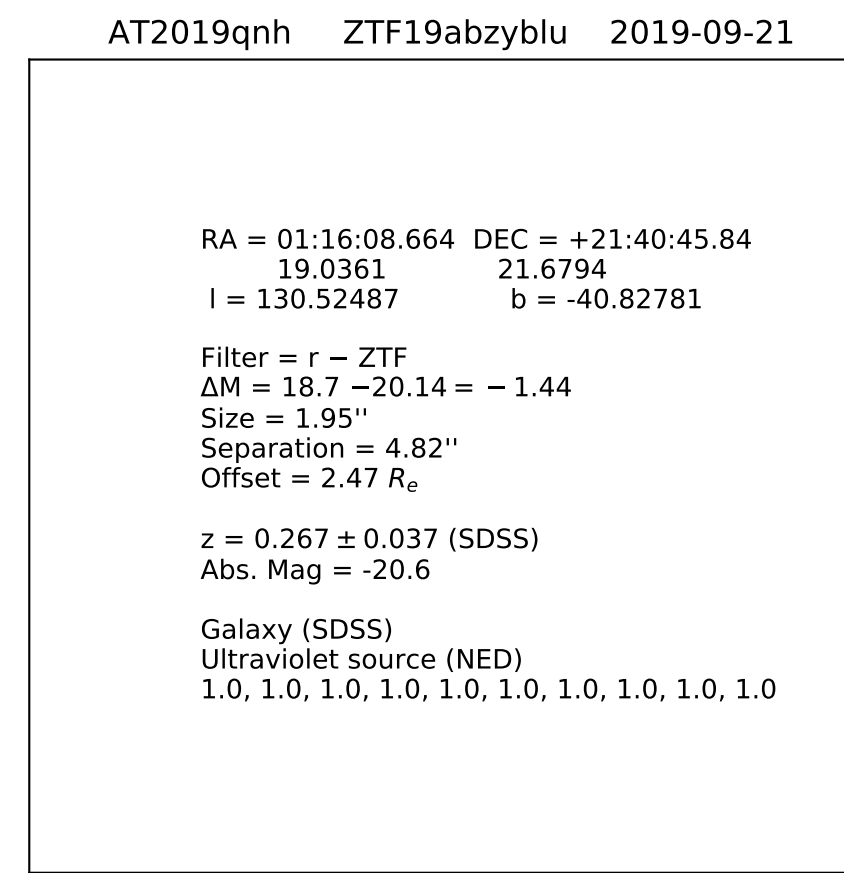 AT2019qnh ZTF19abzyblu 2019-09-21
RA = 01:16:08.664 DEC = +21:40:45.84
19.0361 21.6794
l = 130.52487 b = -40.82781
Filter = r − ZTF
ΔM = 18.7 −20.14 = − 1.44
Size = 1.95''
Separation = 4.82''
Offset = 2.47 Rₑ
z = 0.267 ± 0.037 (SDSS)
Abs. Mag = -20.6
Galaxy (SDSS)
Ultraviolet source (NED)
1.0, 1.0, 1.0, 1.0, 1.0, 1.0, 1.0, 1.0, 1.0, 1.0